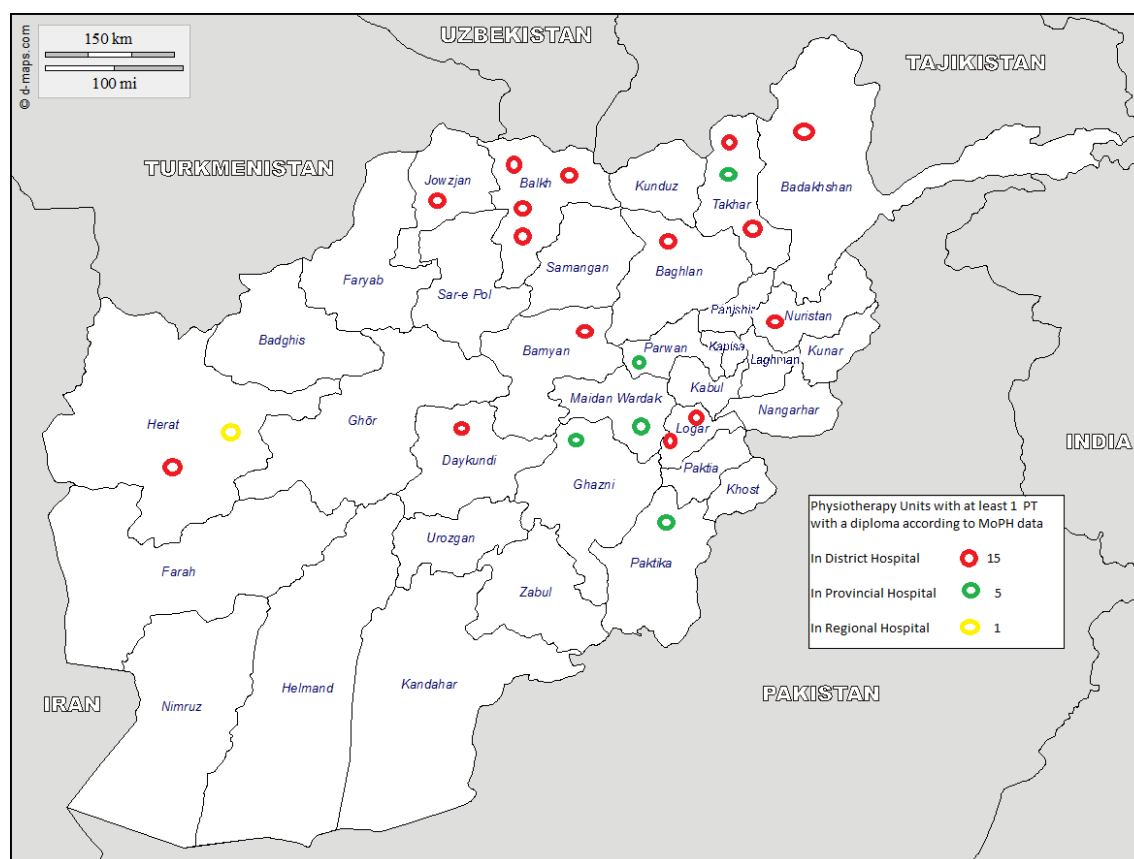 © d-maps.com
150 km
100 mi
UZBEKISTAN
TAJIKISTAN
TURKMENISTAN
Jowzjan
Balkh
Kunduz
Takhar
Badakhshan
Faryab
Sar-e Pol
Samangan
Baghlan
Badghis
Bamyan
Parwan
Panjshir
Kapisa
Nuristan
Laghman
Kunar
Kabul
Nangarhar
Maidan Wardak
Logar
Herat
Ghōr
Daykundi
Ghazni
Paktia
Khost
INDIA
Urozgan
Paktika
Farah
Zabul
Helmand
Kandahar
Nimruz
IRAN
PAKISTAN
Physiotherapy Units with at least 1 PT
with a diploma according to MoPH data
In District Hospital 15
In Provincial Hospital 5
In Regional Hospital 1